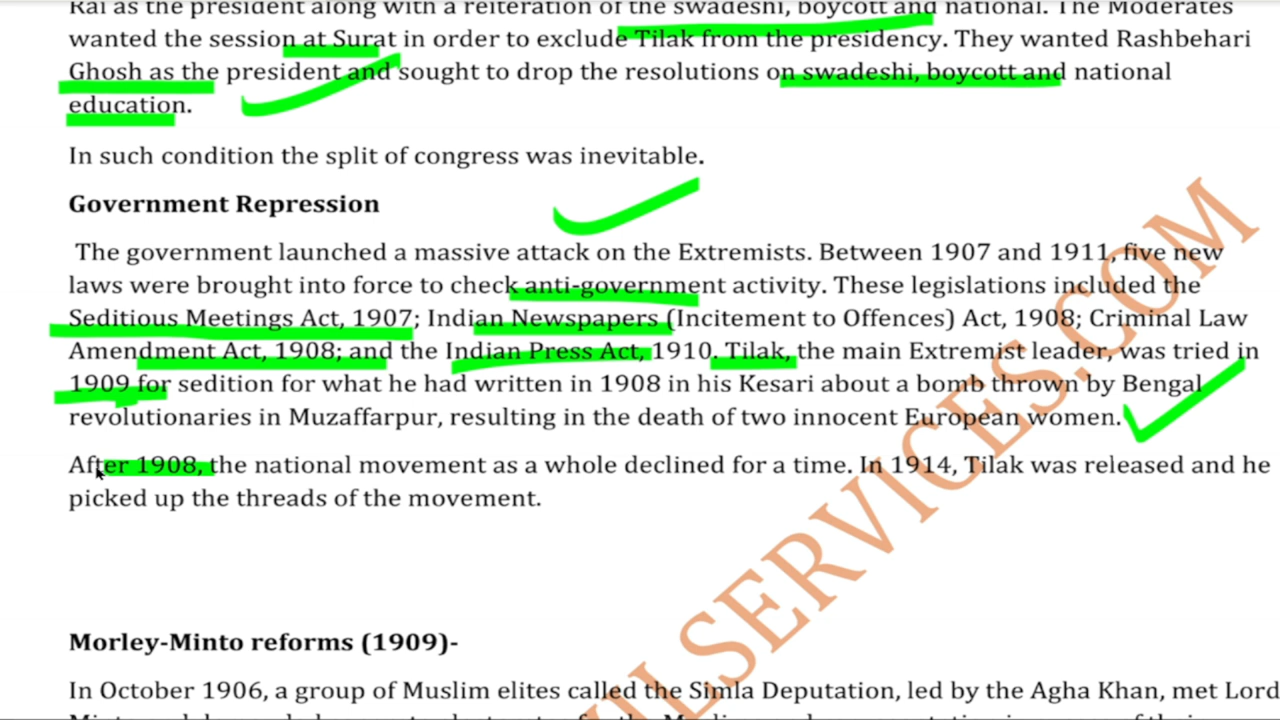 Rai as the president along with a reiteration of the swadeshi, boycott and national. The Moderates
wanted the session at Surat in order to exclude Tilak from the presidency. They wanted Rashbehari
Ghosh as the president and sought to drop the resolutions on swadeshi, boycott and national
education.
In such condition the split of congress was inevitable.
Government Repression
The government launched a massive attack on the Extremists. Between 1907 and 1911, five new
laws were brought into force to check anti-government activity. These legislations included the
Seditious Meetings Act, 1907; Indian Newspapers (Incitement to Offences) Act, 1908; Criminal Law
Amendment Act, 1908; and the Indian Press Act, 1910. Tilak, the main Extremist leader, was tried in
1909 for sedition for what he had written in 1908 in his Kesari about a bomb thrown by Bengal
revolutionaries in Muzaffarpur, resulting in the death of two innocent European women.
After 1908, the national movement as a whole declined for a time. In 1914, Tilak was released and he
picked up the threads of the movement.
Morley-Minto reforms (1909)-
In October 1906, a group of Muslim elites called the Simla Deputation, led by the Agha Khan, met Lord
ILSERVICES.COM